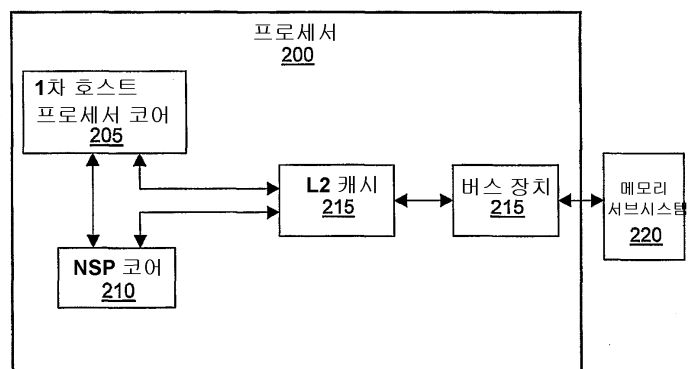 프로세서
200
1차 호스트
프로세서 코어
205
L2 캐시
215
버스 장치
215
메모리
서브시스템
220
NSP 코어
210